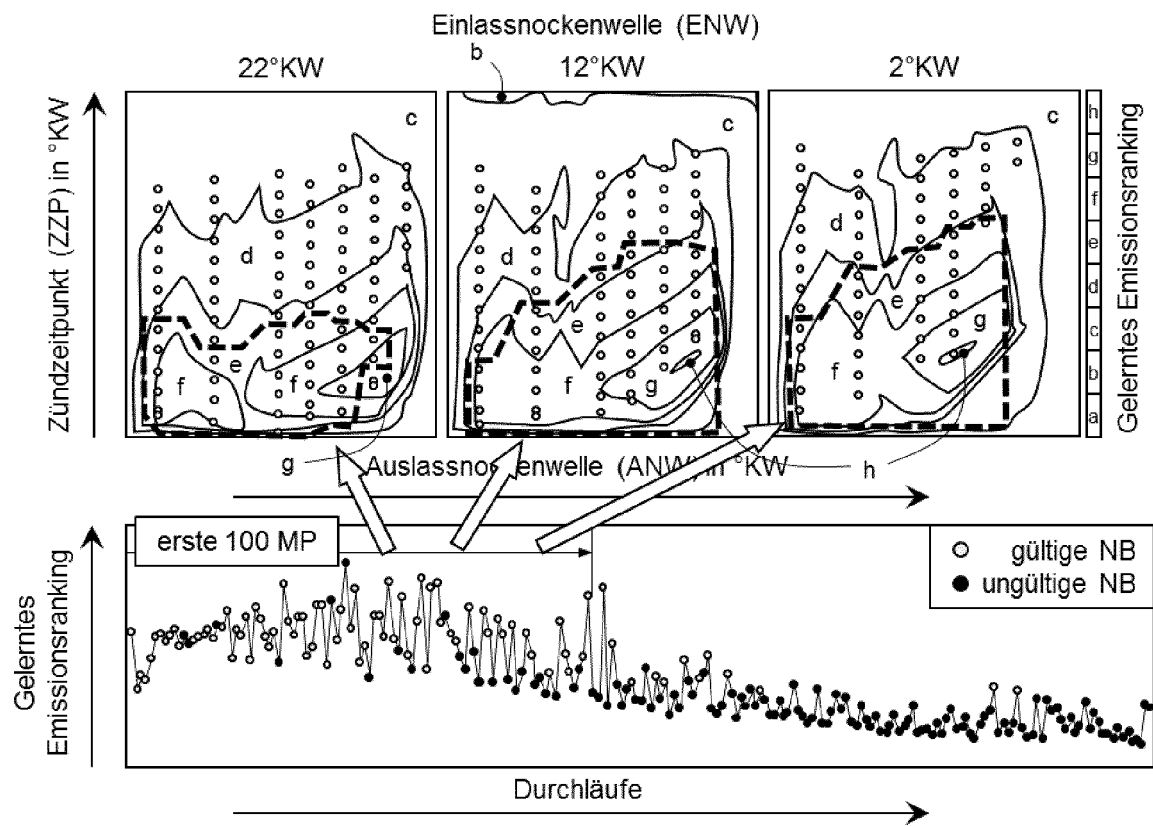 Einlassnockenwelle (ENW)
b
22°KW
12°KW
2°KW
Zündzeitpunkt (ZZP) in °KW
c
c
c
d
d
d
e
e
e
f
f
f
f
g
g
a
a
h
g
f
e
d
c
b
a
Gelerntes Emissionsranking
g
Auslassnockenwelle (ANW) in °KW
h
erste 100 MP
gültige NB
ungültige NB
Gelerntes
Emissionsranking
Durchläufe